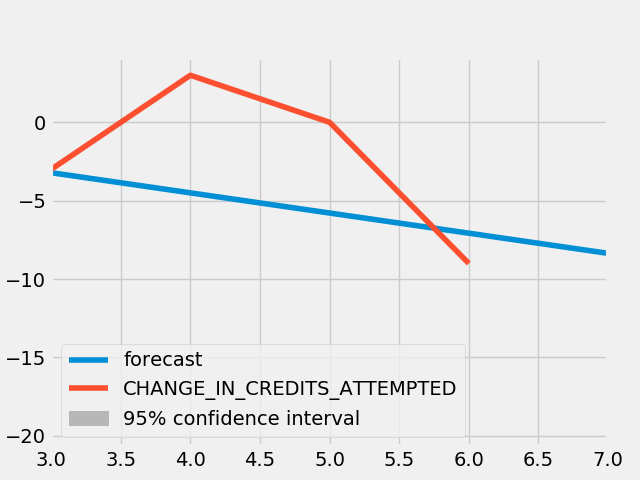 0
−5
−10
−15
−20
forecast
CHANGE_IN_CREDITS_ATTEMPTED
95% confidence interval
3.0 3.5 4.0 4.5 5.0 5.5 6.0 6.5 7.0